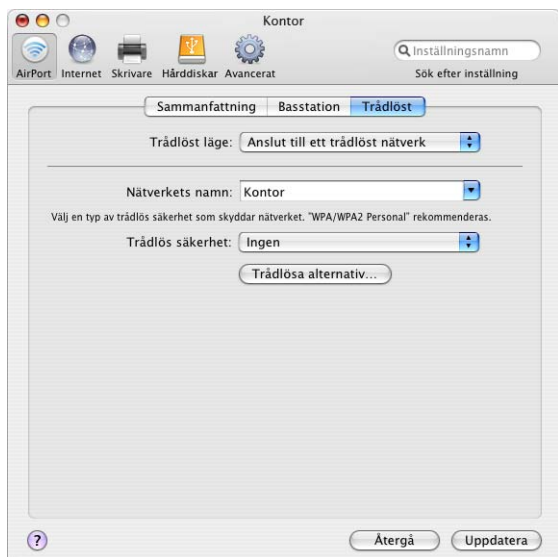 Kontor
AirPort Internet Skrivare Hårddiskar Avancerat
Inställningsnamn
Sök efter inställning
Sammanfattning Basstation Trådlöst
Trådlöst läge: Anslut till ett trådlöst nätverk
Nätverkets namn: Kontor
Välj en typ av trådlös säkerhet som skyddar nätverket. "WPA/WPA2 Personal" rekommenderas.
Trådlös säkerhet: Ingen
Trådlösa alternativ...
? Återgå Uppdatera